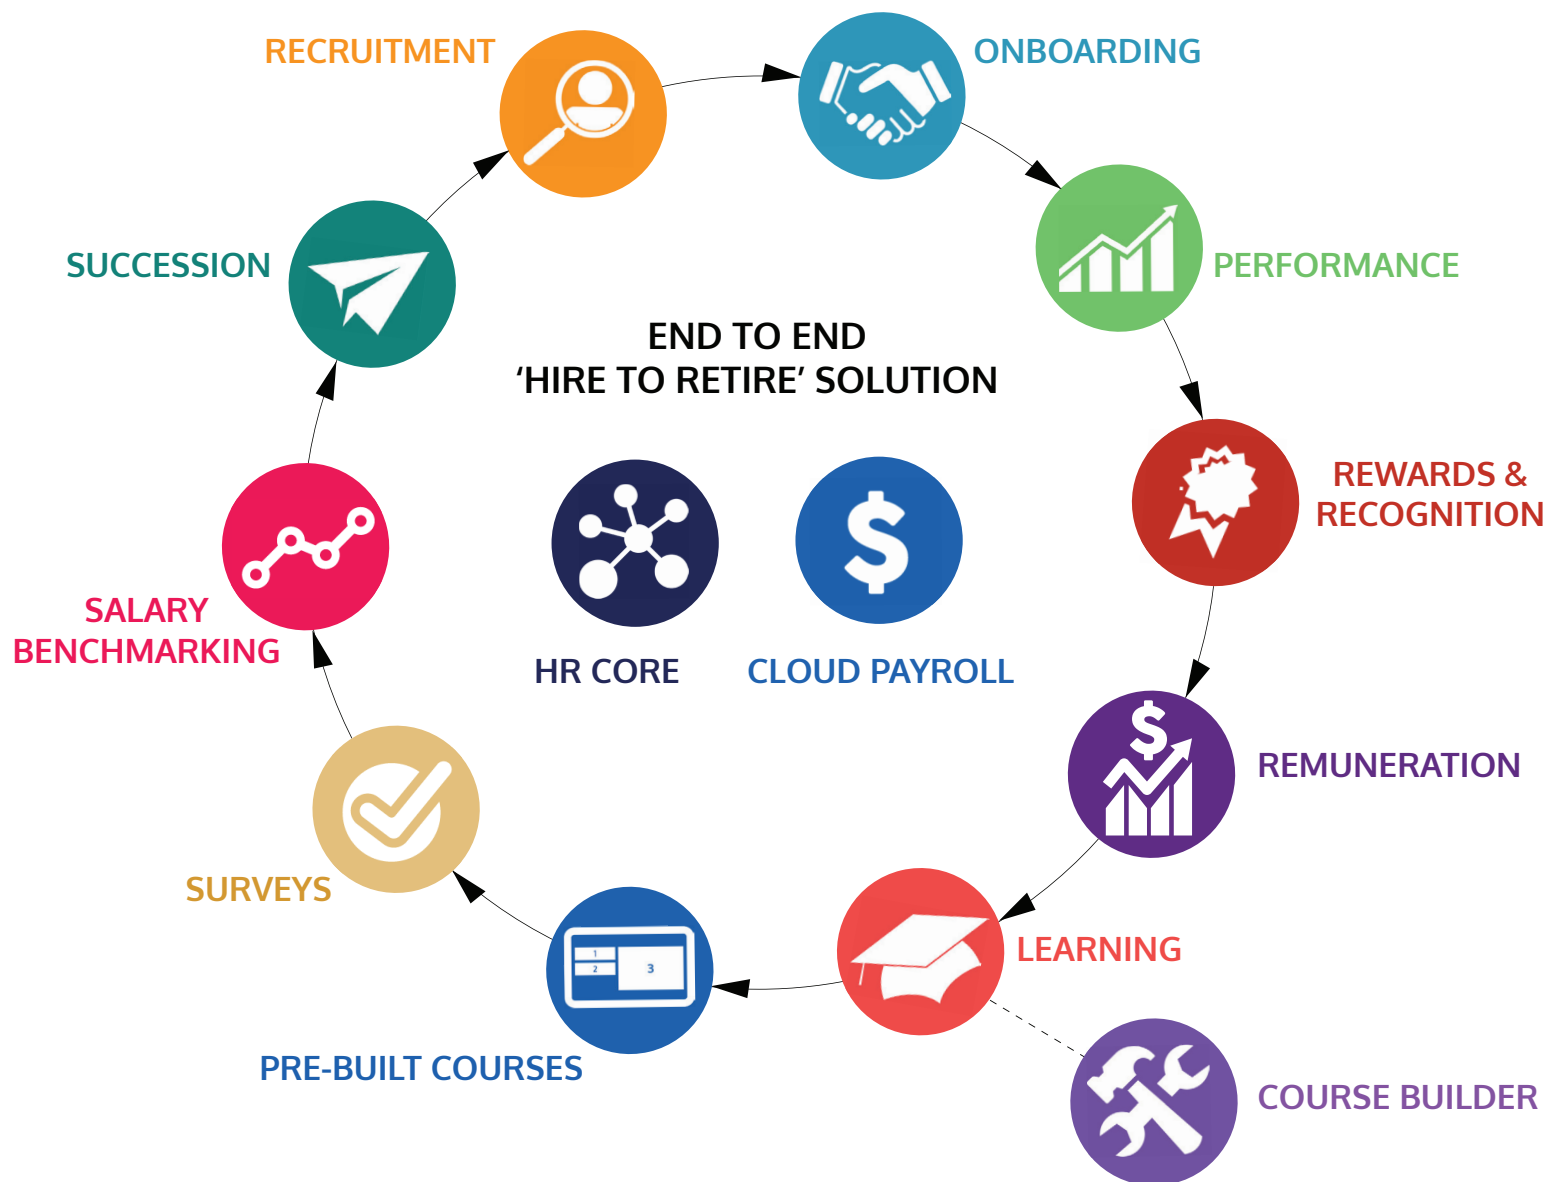 RECRUITMENT
ONBOARDING
SUCCESSION
PERFORMANCE
END TO END
‘HIRE TO RETIRE’ SOLUTION
REWARDS &
RECOGNITION
SALARY
BENCHMARKING
HR CORE
CLOUD PAYROLL
$
$
REMUNERATION
SURVEYS
LEARNING
1
2
3
PRE-BUILT COURSES
COURSE BUILDER